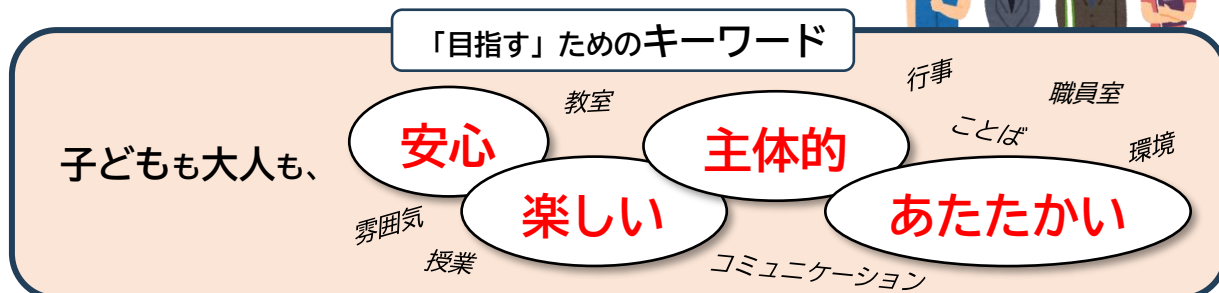 「目指す」ためのキーワード
行事
教室
職員室
安心
主体的
ことば
環境
子どもも大人も、
楽しい
あたたかい
雰囲気
授業
コミュニケーション